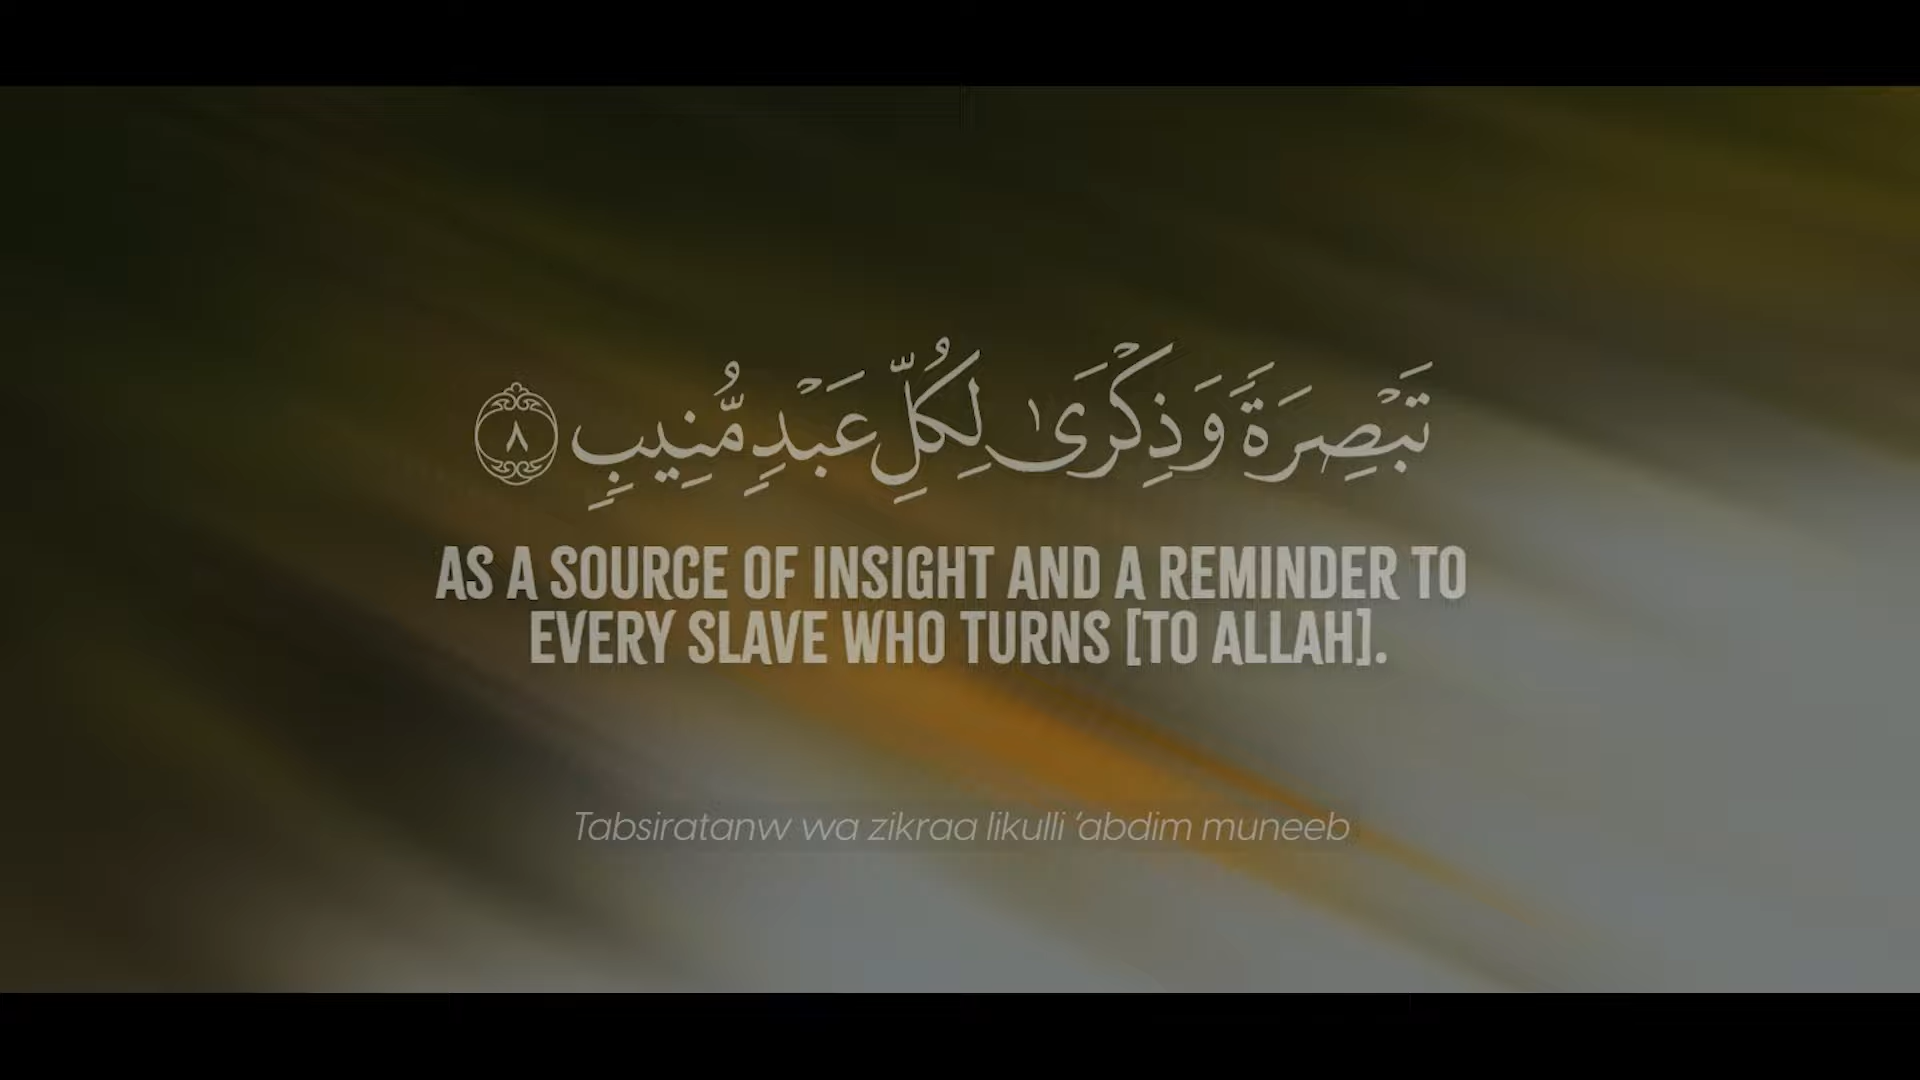 تَبْصِرَةً وَذِكْرَىٰ لِكُلِّ عَبْدٍ مُّنِيبٍ ٨
AS A SOURCE OF INSIGHT AND A REMINDER TO
EVERY SLAVE WHO TURNS [TO ALLAH].
Tabsiratanw wa zikraa likulli ‘abdim muneeb